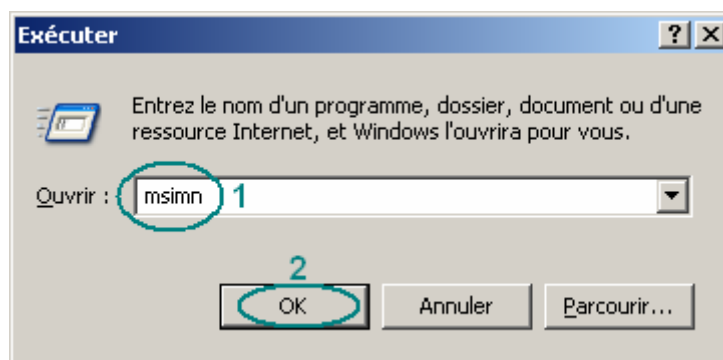 Exécuter
Entrez le nom d'un programme, dossier, document ou d'une
ressource Internet, et Windows l'ouvrira pour vous.
Ouvrir : msimn 1
2
OK Annuler Parcourir...